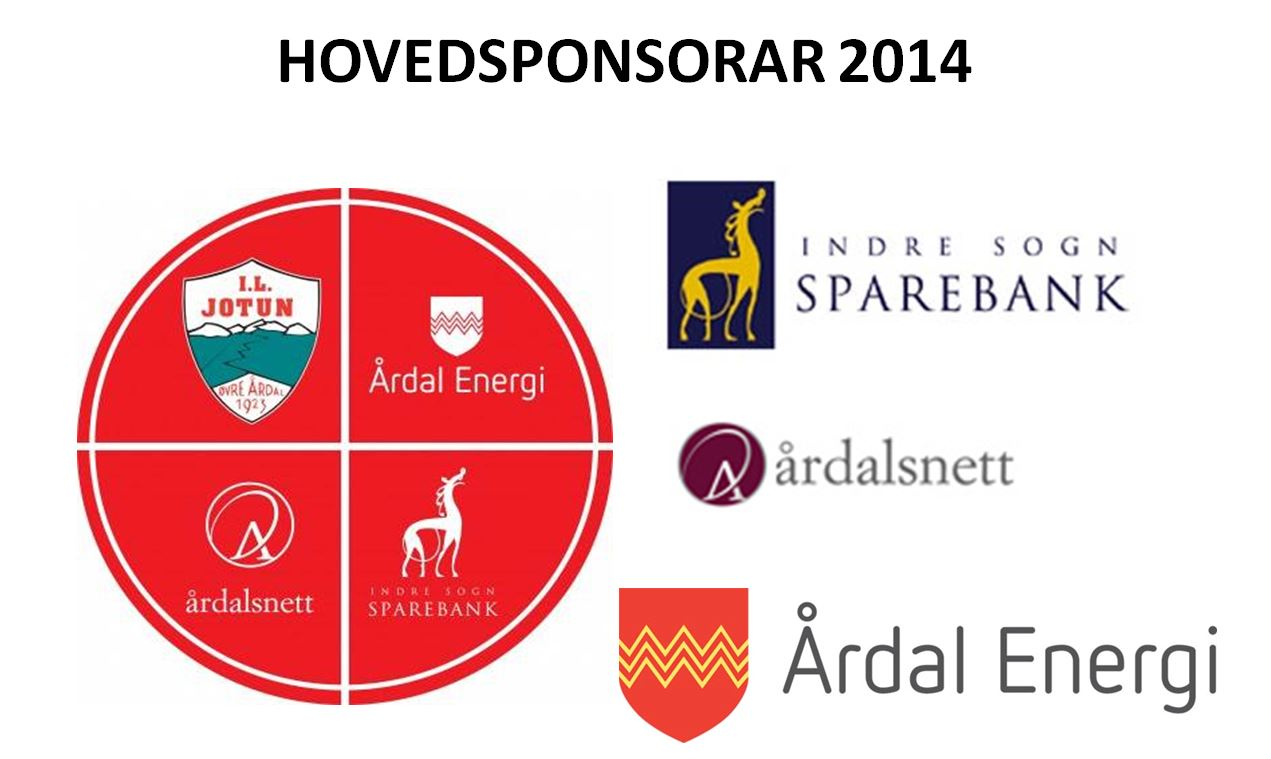 HOVEDSPONSORAR 2014
I.L.
JOTUN
ØVRE ÅRDAL
1923
Årdal Energi
årdalsnett
INDRE SOGN
SPAREBANK
INDRE SOGN
SPAREBANK
årdalsnett
Årdal Energi